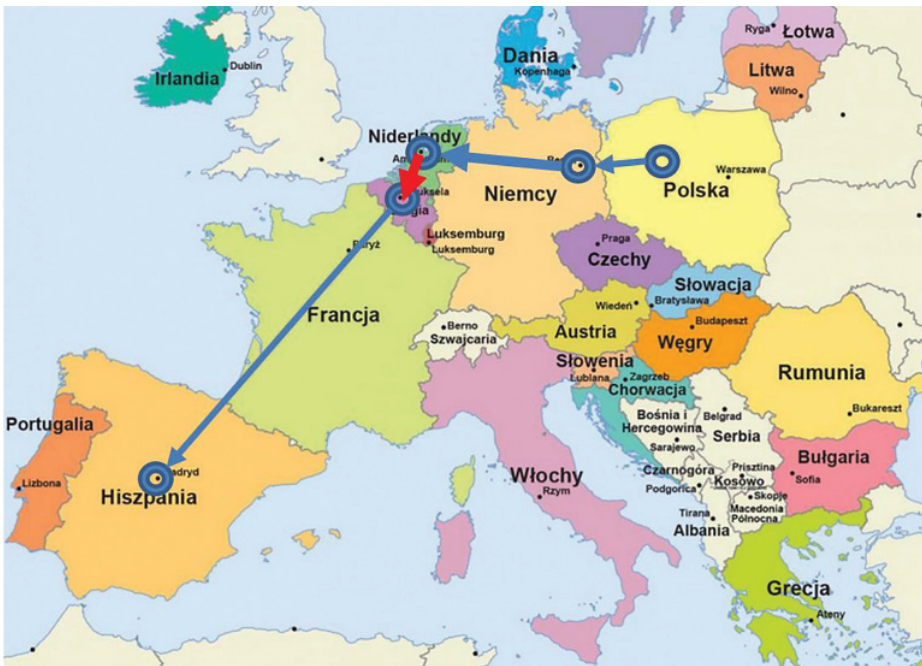 Ryga
Łotwa
Dania
Kopenhaga
Litwa
Wilno
Dublin
Irlandia
Niderlandy
Niemcy
Warszawa
Polska
Luksemburg
Luksemburg
Praga
Czechy
Słowacja
Bratysława
Wiedeń
Austria
Budapeszt
Węgry
Francja
Berno
Szwajcaria
Słowenia
Lublana
Zagrzeb
Chorwacja
Rumunia
Bukareszt
Bośnia i
Hercegowina
Sarajewo
Belgrad
Serbia
Portugalia
Lizbona
Hiszpania
Włochy
Rzym
Czarnogóra
Podgorica
Prisztina
Kosowo
Bułgaria
Sofia
Skopje
Macedonia
Północna
Tirana
Albania
Grecja
Ateny